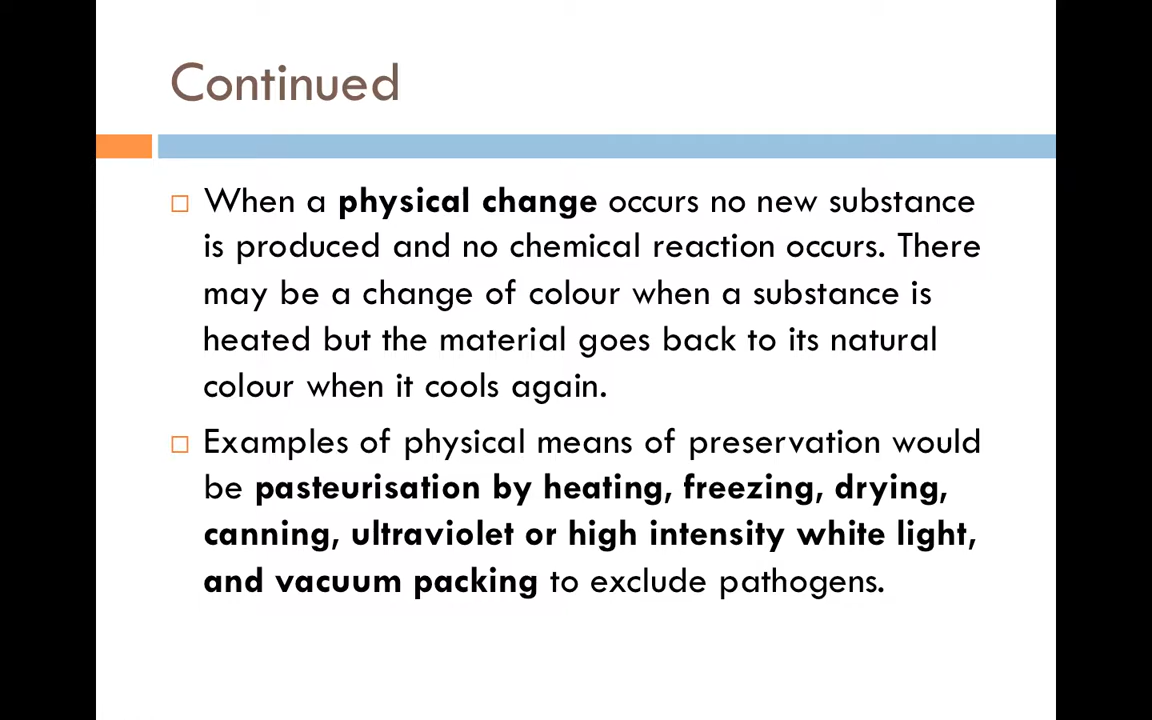 Continued
When a physical change occurs no new substance
is produced and no chemical reaction occurs. There
may be a change of colour when a substance is
heated but the material goes back to its natural
colour when it cools again.
Examples of physical means of preservation would
be pasteurisation by heating, freezing, drying,
canning, ultraviolet or high intensity white light,
and vacuum packing to exclude pathogens.